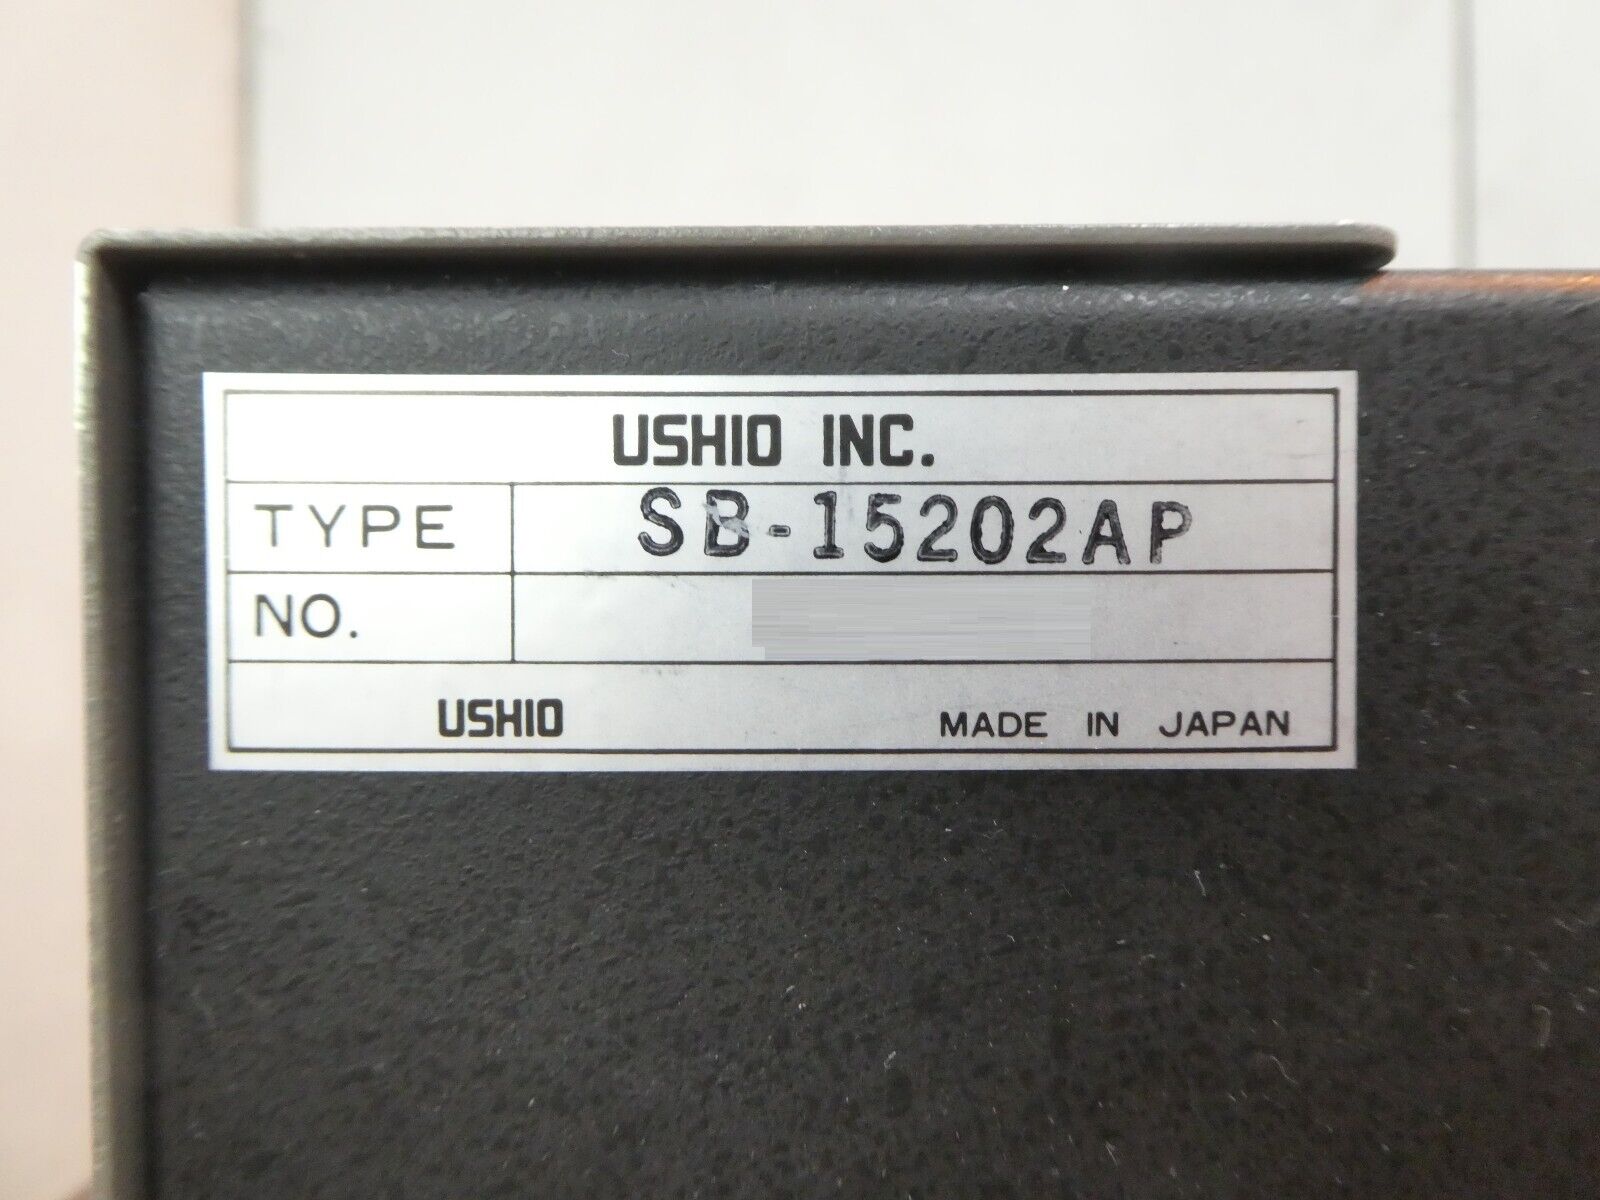 USHIO INC.
TYPE SB-15202AP
NO.
USHIO MADE IN JAPAN